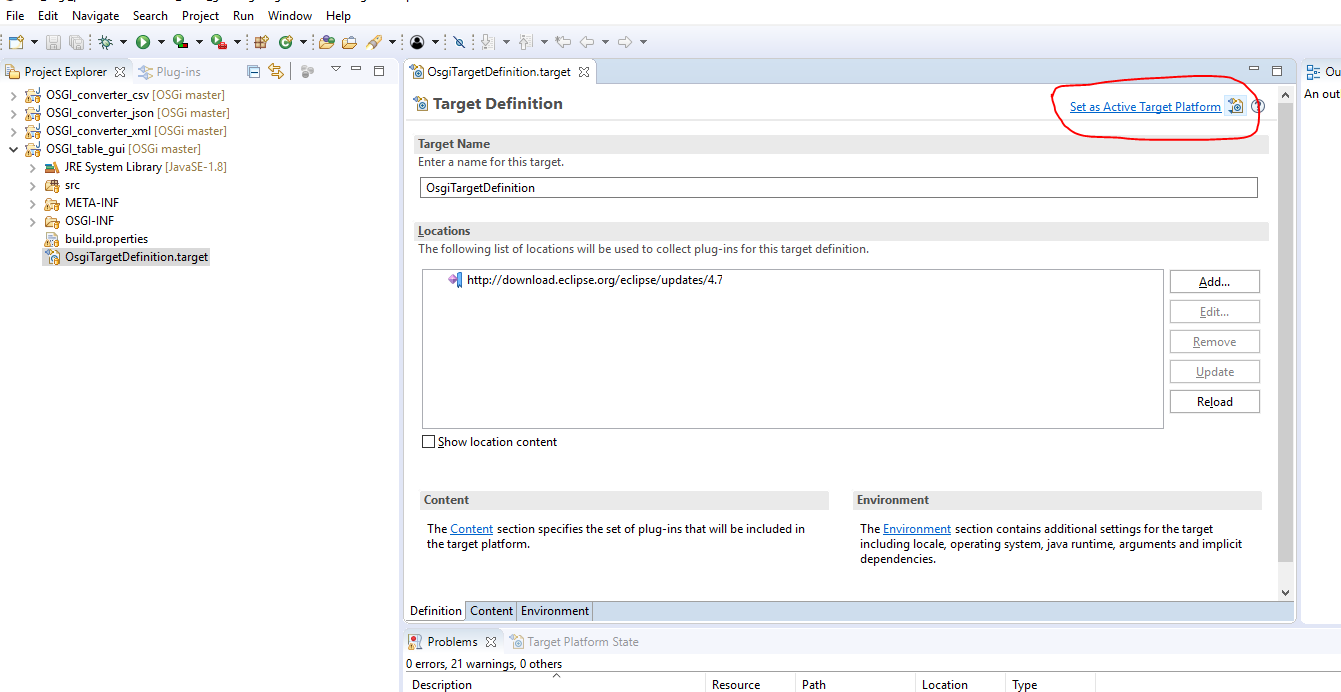 File Edit Navigate Search Project Run Window Help
Project Explorer
Plug-ins
OSGI_converter_csv [OSGi master]
OSGI_converter_json [OSGi master]
OSGI_converter_xml [OSGi master]
OSGI_table_gui [OSGi master]
JRE System Library [JavaSE-1.8]
src
META-INF
OSGI-INF
build.properties
OsgiTargetDefinition.target
OsgiTargetDefinition.target
Target Definition
Set as Active Target Platform
Target Name
Enter a name for this target.
OsgiTargetDefinition
Locations
The following list of locations will be used to collect plug-ins for this target definition.
http://download.eclipse.org/eclipse/updates/4.7
Add...
Edit...
Remove
Update
Reload
Show location content
Content
The Content section specifies the set of plug-ins that will be included in
the target platform.
Environment
The Environment section contains additional settings for the target
including locale, operating system, java runtime, arguments and implicit
dependencies.
Definition Content Environment
Ou
An out
Problems
Target Platform State
0 errors, 21 warnings, 0 others
Description Resource Path Location Type